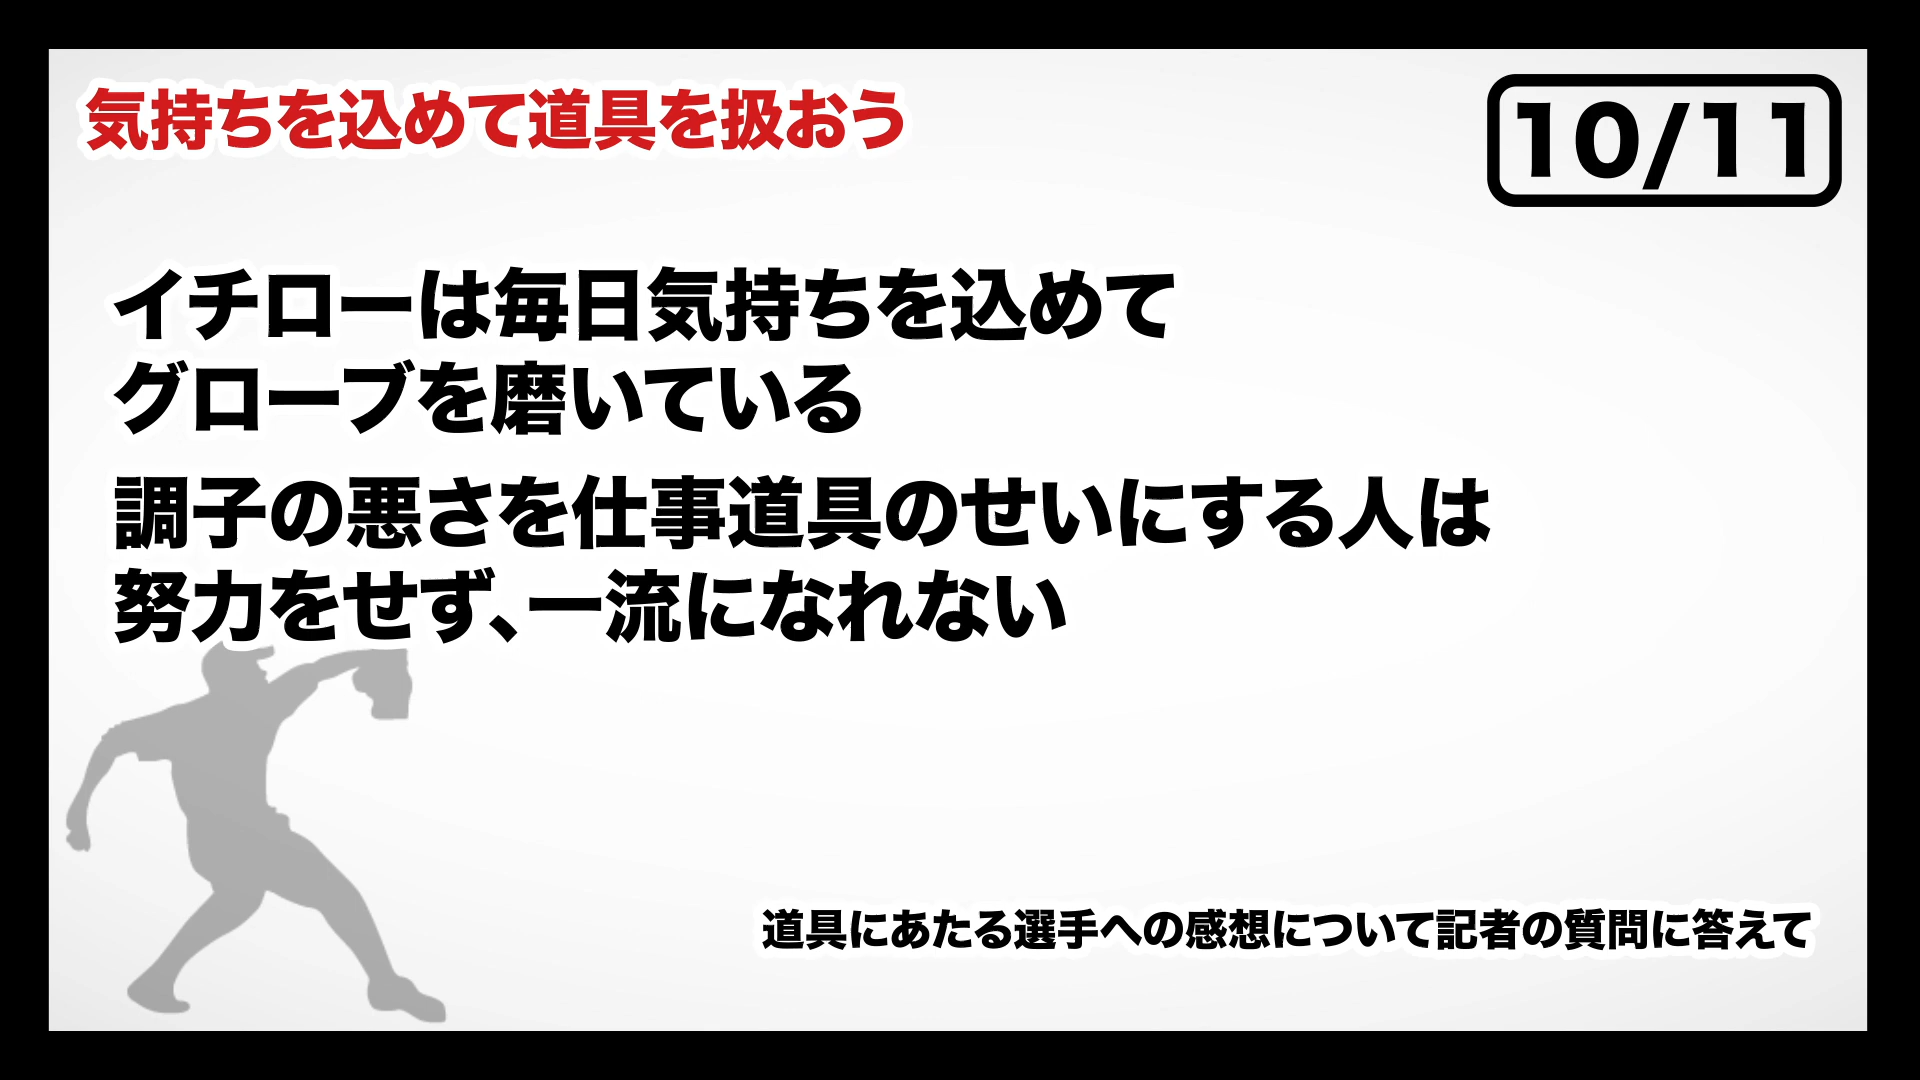 気持ちを込めて道具を扱おう
10/11
イチローは毎日気持ちを込めて
グローブを磨いている
調子の悪さを仕事道具のせいにする人は
努力をせず、一流になれない
道具にあたる選手への感想について記者の質問に答えて